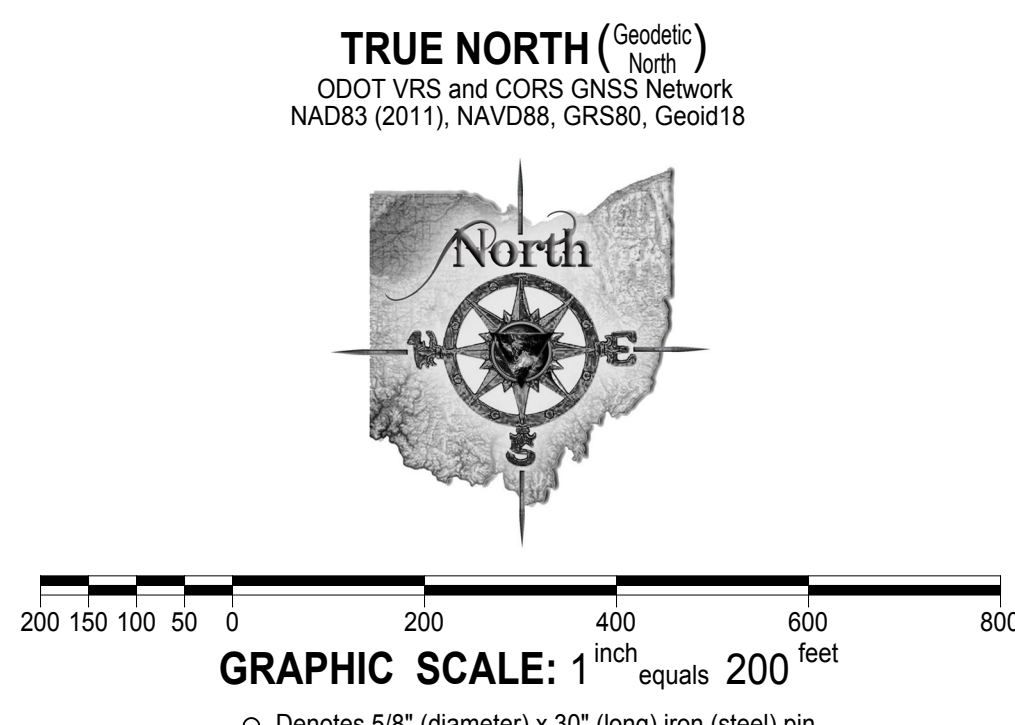 TRUE NORTH (Geodetic North)
ODOT VRS and CORS GNSS Network
NAD83 (2011), NAVD88, GRS80, Geoid18
North
W E
S
200 150 100 50 0 200 400 600 800
GRAPHIC SCALE: 1 inch equals 200 feet
Denotes 5/8" (diameter) x 30" (long) iron (steel) pin